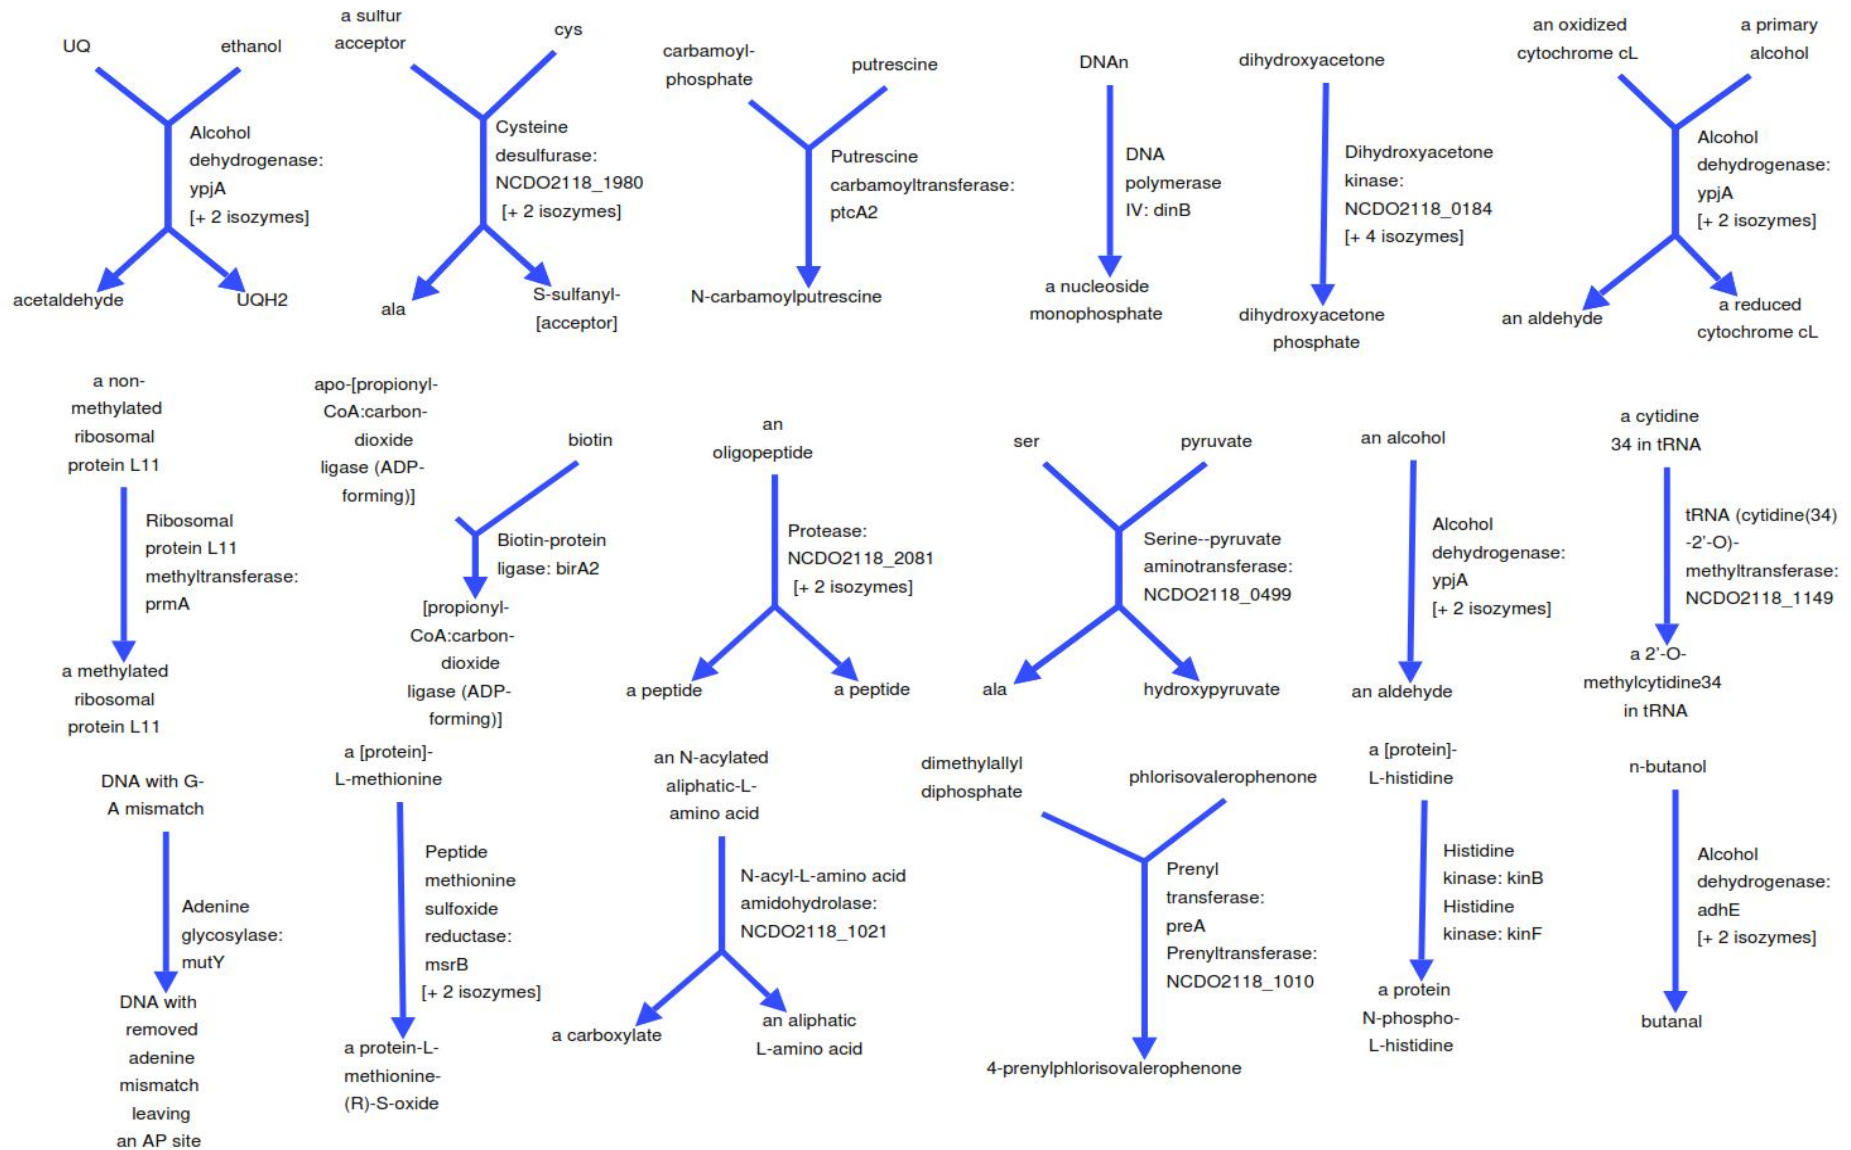 UQ
ethanol
Alcohol
dehydrogenase:
ypjA
[+ 2 isozymes]
acetaldehyde
UQH2
a sulfur
acceptor
cys
Cysteine
desulfurase:
NCDO2118_1980
[+ 2 isozymes]
ala
S-sulfanyl-
[acceptor]
carbamoyl-
phosphate
putrescine
Putrescine
carbamoyltransferase:
ptcA2
N-carbamoylputrescine
DNAn
DNA
polymerase
IV: dinB
a nucleoside
monophosphate
dihydroxyacetone
Dihydroxyacetone
kinase:
NCDO2118_0184
[+ 4 isozymes]
dihydroxyacetone
phosphate
an oxidized
cytochrome cL
a primary
alcohol
Alcohol
dehydrogenase:
ypjA
[+ 2 isozymes]
an aldehyde
a reduced
cytochrome cL
a non-
methylated
ribosomal
protein L11
Ribosomal
protein L11
methyltransferase:
prmA
a methylated
ribosomal
protein L11
apo-[propionyl-
CoA:carbon-
dioxide
ligase (ADP-
forming)]
biotin
Biotin-protein
ligase: birA2
[propionyl-
CoA:carbon-
dioxide
ligase (ADP-
forming)]
an
oligopeptide
Protease:
NCDO2118_2081
[+ 2 isozymes]
a peptide
a peptide
ser
pyruvate
Serine--pyruvate
aminotransferase:
NCDO2118_0499
ala
hydroxypyruvate
an alcohol
Alcohol
dehydrogenase:
ypjA
[+ 2 isozymes]
an aldehyde
a cytidine
34 in tRNA
tRNA (cytidine(34)
-2'-O)-
methyltransferase:
NCDO2118_1149
a 2'-O-
methylcytidine34
in tRNA
DNA with G-
A mismatch
Adenine
glycosylase:
mutY
DNA with
removed
adenine
mismatch
leaving
an AP site
a [protein]-
L-methionine
Peptide
methionine
sulfoxide
reductase:
msrB
[+ 2 isozymes]
a protein-L-
methionine-
(R)-S-oxide
an N-acylated
aliphatic-L-
amino acid
N-acyl-L-amino acid
amidohydrolase:
NCDO2118_1021
a carboxylate
an aliphatic
L-amino acid
dimethylallyl
diphosphate
phlorisovalerophenone
Prenyl
transferase:
preA
Prenyltransferase:
NCDO2118_1010
4-prenylphlorisovalerophenone
a [protein]-
L-histidine
Histidine
kinase: kinB
Histidine
kinase: kinF
a protein
N-phospho-
L-histidine
n-butanol
Alcohol
dehydrogenase:
adhE
[+ 2 isozymes]
butanal